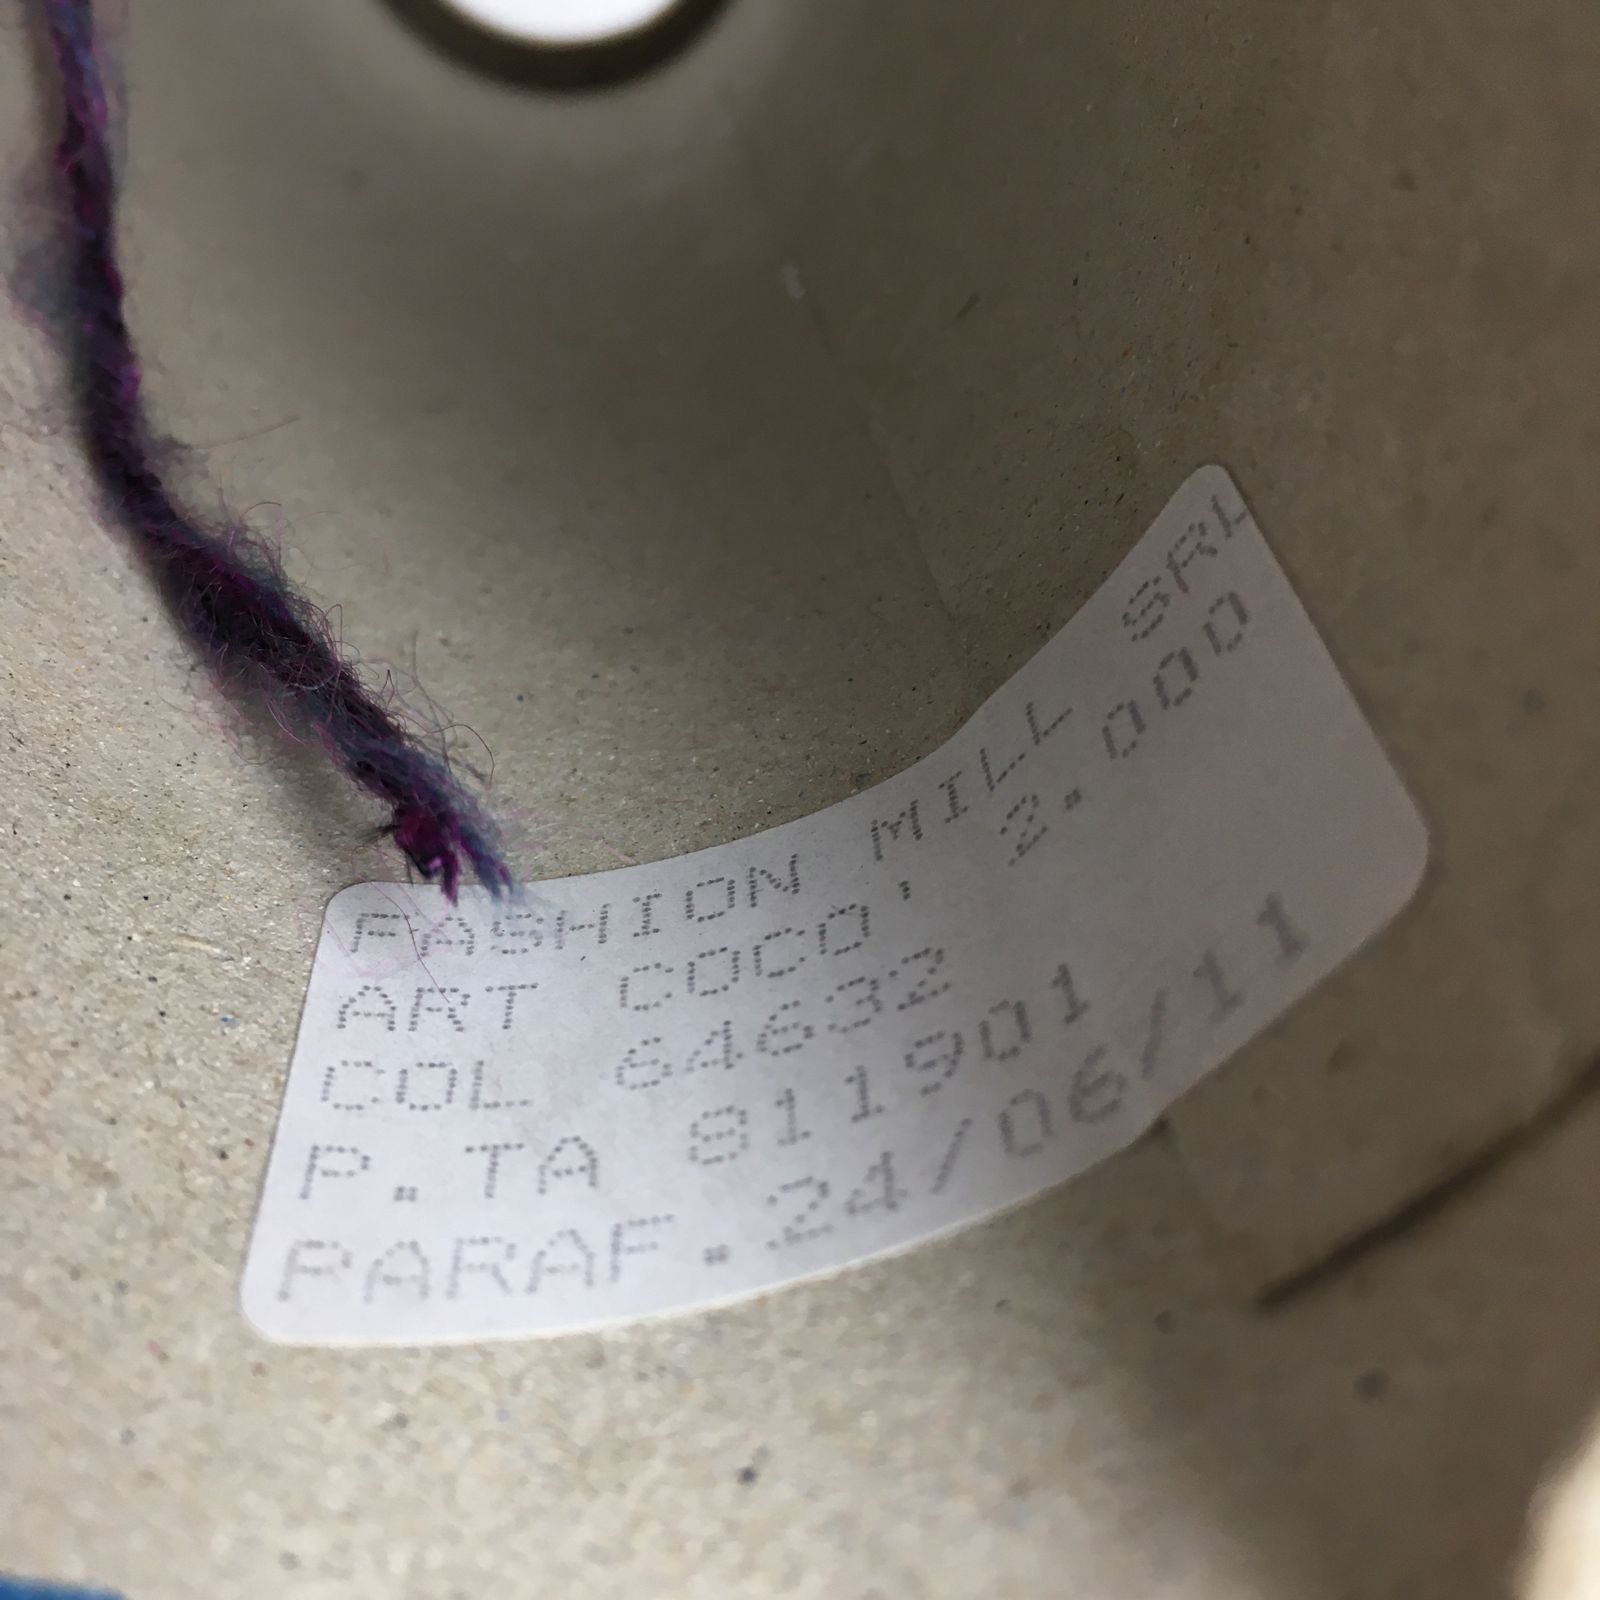 FASHION MILL SRL
ART COCO. 2.000
COL 64632
P.TA 811901
PARAF.24/06/11